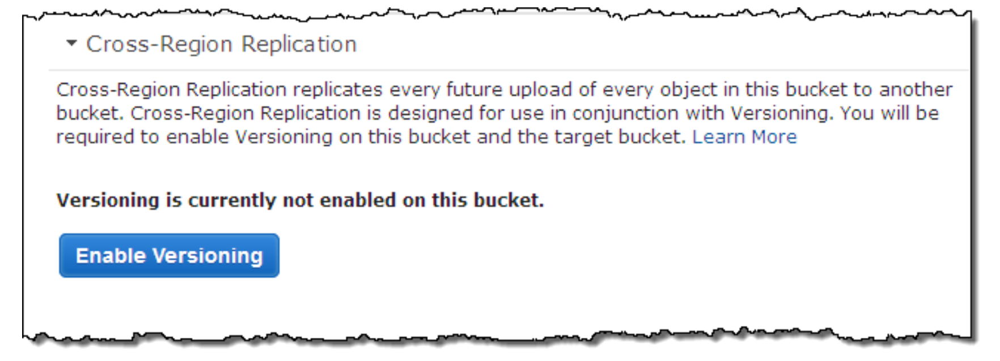 Cross-Region Replication
Cross-Region Replication replicates every future upload of every object in this bucket to another
bucket. Cross-Region Replication is designed for use in conjunction with Versioning. You will be
required to enable Versioning on this bucket and the target bucket. Learn More
Versioning is currently not enabled on this bucket.
Enable Versioning